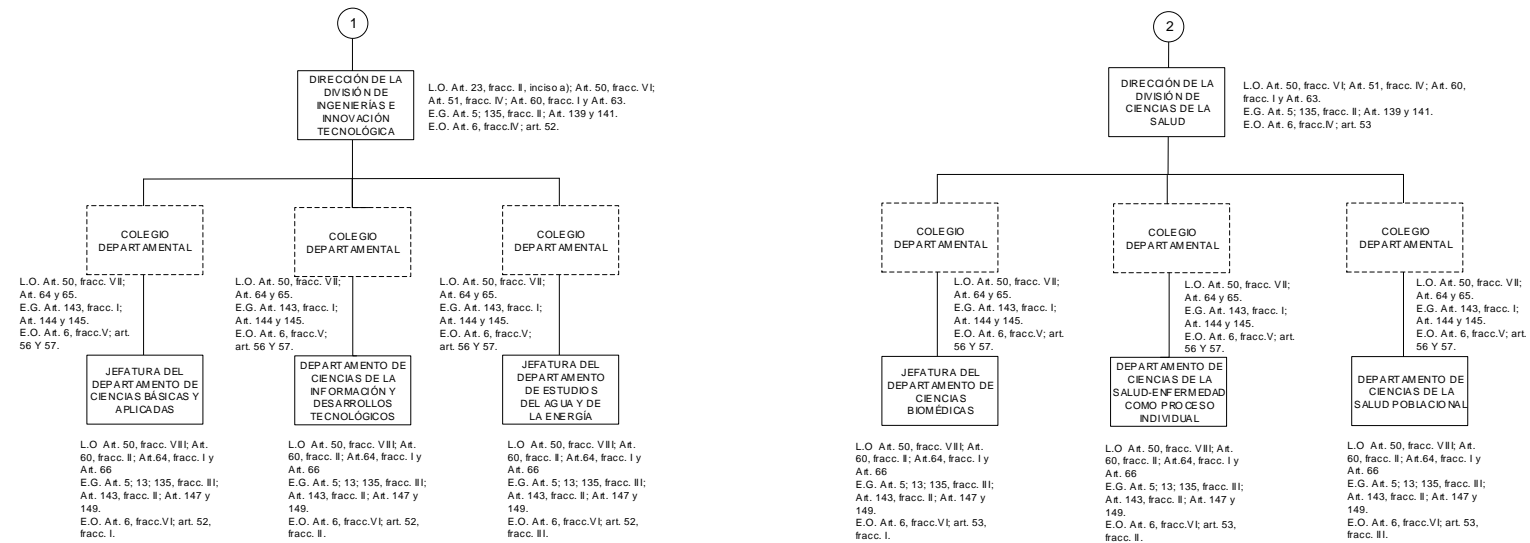 1
DIRECCIÓN DE LA
DIVISIÓN DE
INGENIERÍAS E
INNOVACIÓN
TECNOLÓGICA
L.O. Art. 23, fracc. II, inciso a); Art. 50, fracc. VI;
Art. 51, fracc. IV; Art. 60, fracc. I y Art. 63.
E.G. Art. 5; 135, fracc. II; Art. 139 y 141.
E.O. Art. 6, fracc.IV; art. 52.
COLEGIO
DEPARTAMENTAL
L.O. Art. 50, fracc. VII;
Art. 64 y 65.
E.G. Art. 143, fracc. I;
Art. 144 y 145.
E.O. Art. 6, fracc.V; art.
56 Y 57.
COLEGIO
DEPARTAMENTAL
L.O. Art. 50, fracc. VII;
Art. 64 y 65.
E.G. Art. 143, fracc. I;
Art. 144 y 145.
E.O. Art. 6, fracc.V;
art. 56 Y 57.
COLEGIO
DEPARTAMENTAL
L.O. Art. 50, fracc. VII;
Art. 64 y 65.
E.G. Art. 143, fracc. I;
Art. 144 y 145.
E.O. Art. 6, fracc.V;
art. 56 Y 57.
JEFATURA DEL
DEPARTAMENTO DE
CIENCIAS BÁSICAS Y
APLICADAS
L.O Art. 50, fracc. VIII; Art.
60, fracc. II; Art.64, fracc. I y
Art. 66
E.G. Art. 5; 13; 135, fracc. III;
Art. 143, fracc. II; Art. 147 y
149.
E.O. Art. 6, fracc.VI; art. 52,
fracc. I.
DEPARTAMENTO DE
CIENCIAS DE LA
INFORMACIÓN Y
DESARROLLOS
TECNOLÓGICOS
L.O Art. 50, fracc. VIII; Art.
60, fracc. II; Art.64, fracc. I y
Art. 66
E.G. Art. 5; 13; 135, fracc. III;
Art. 143, fracc. II; Art. 147 y
149.
E.O. Art. 6, fracc.VI; art. 52,
fracc. II.
JEFATURA DEL
DEPARTAMENTO
DE ESTUDIOS
DEL AGUA Y DE
LA ENERGÍA
L.O Art. 50, fracc. VIII; Art.
60, fracc. II; Art.64, fracc. I y
Art. 66
E.G. Art. 5; 13; 135, fracc. III;
Art. 143, fracc. II; Art. 147 y
149.
E.O. Art. 6, fracc.VI; art. 52,
fracc. III.
2
DIRECCIÓN DE LA
DIVISIÓN DE
CIENCIAS DE LA
SALUD
L.O. Art. 50, fracc. VI; Art. 51, fracc. IV; Art. 60,
fracc. I y Art. 63.
E.G. Art. 5; 135, fracc. II; Art. 139 y 141.
E.O. Art. 6, fracc.IV; art. 53
COLEGIO
DEPARTAMENTAL
L.O. Art. 50, fracc. VII;
Art. 64 y 65.
E.G. Art. 143, fracc. I;
Art. 144 y 145.
E.O. Art. 6, fracc.V; art.
56 Y 57.
COLEGIO
DEPARTAMENTAL
L.O. Art. 50, fracc. VII;
Art. 64 y 65.
E.G. Art. 143, fracc. I;
Art. 144 y 145.
E.O. Art. 6, fracc.V; art.
56 Y 57.
COLEGIO
DEPARTAMENTAL
L.O. Art. 50, fracc. VII;
Art. 64 y 65.
E.G. Art. 143, fracc. I;
Art. 144 y 145.
E.O. Art. 6, fracc.V; art.
56 Y 57.
JEFATURA DEL
DEPARTAMENTO DE
CIENCIAS
BIOMÉDICAS
L.O Art. 50, fracc. VIII; Art.
60, fracc. II; Art.64, fracc. I y
Art. 66
E.G. Art. 5; 13; 135, fracc. III;
Art. 143, fracc. II; Art. 147 y
149.
E.O. Art. 6, fracc.VI; art. 53,
fracc. I.
DEPARTAMENTO DE
CIENCIAS DE LA
SALUD-ENFERMEDAD
COMO PROCESO
INDIVIDUAL
L.O Art. 50, fracc. VIII; Art.
60, fracc. II; Art.64, fracc. I y
Art. 66
E.G. Art. 5; 13; 135, fracc. III;
Art. 143, fracc. II; Art. 147 y
149.
E.O. Art. 6, fracc.VI; art. 53,
fracc. II.
DEPARTAMENTO DE
CIENCIAS DE LA
SALUD POBLACIONAL
L.O Art. 50, fracc. VIII; Art.
60, fracc. II; Art.64, fracc. I y
Art. 66
E.G. Art. 5; 13; 135, fracc. III;
Art. 143, fracc. II; Art. 147 y
149.
E.O. Art. 6, fracc.VI; art. 53,
fracc. III.